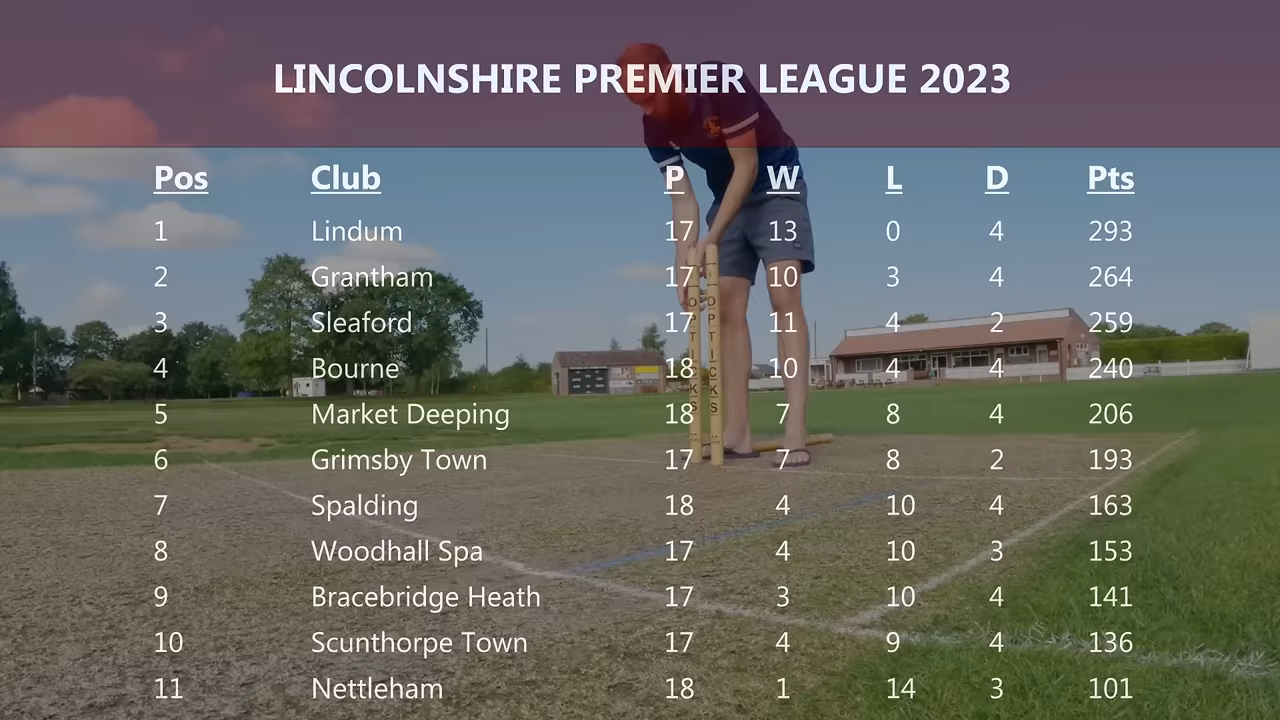 LINCOLNSHIRE PREMIER LEAGUE 2023
Pos Club P W L D Pts
1 Lindum 17 13 0 4 293
2 Grantham 17 10 3 4 264
3 Sleaford 17 11 4 2 259
4 Bourne 18 10 4 4 240
5 Market Deeping 18 7 8 4 206
6 Grimsby Town 17 7 8 2 193
7 Spalding 18 4 10 4 163
8 Woodhall Spa 17 4 10 3 153
9 Bracebridge Heath 17 3 10 4 141
10 Scunthorpe Town 17 4 9 4 136
11 Nettleham 18 1 14 3 101
OPTICKS